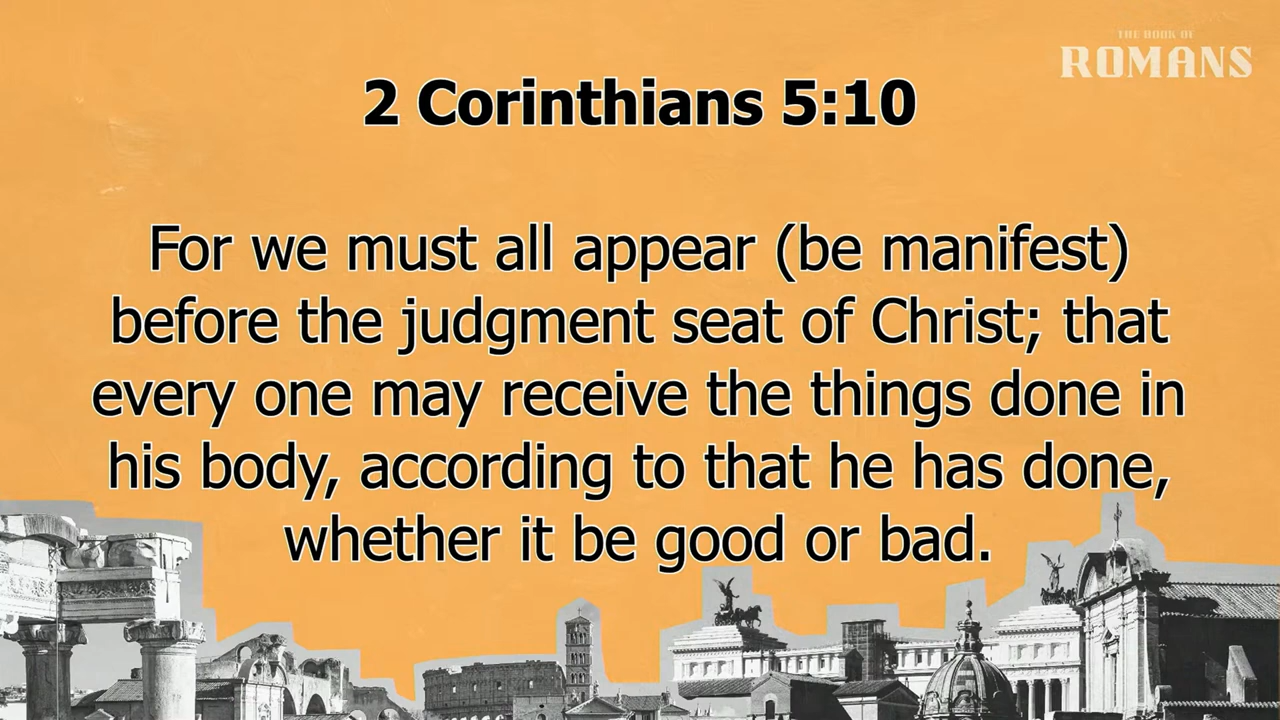 THE BOOK OF
ROMANS
2 Corinthians 5:10
For we must all appear (be manifest)
before the judgment seat of Christ; that
every one may receive the things done in
his body, according to that he has done,
whether it be good or bad.